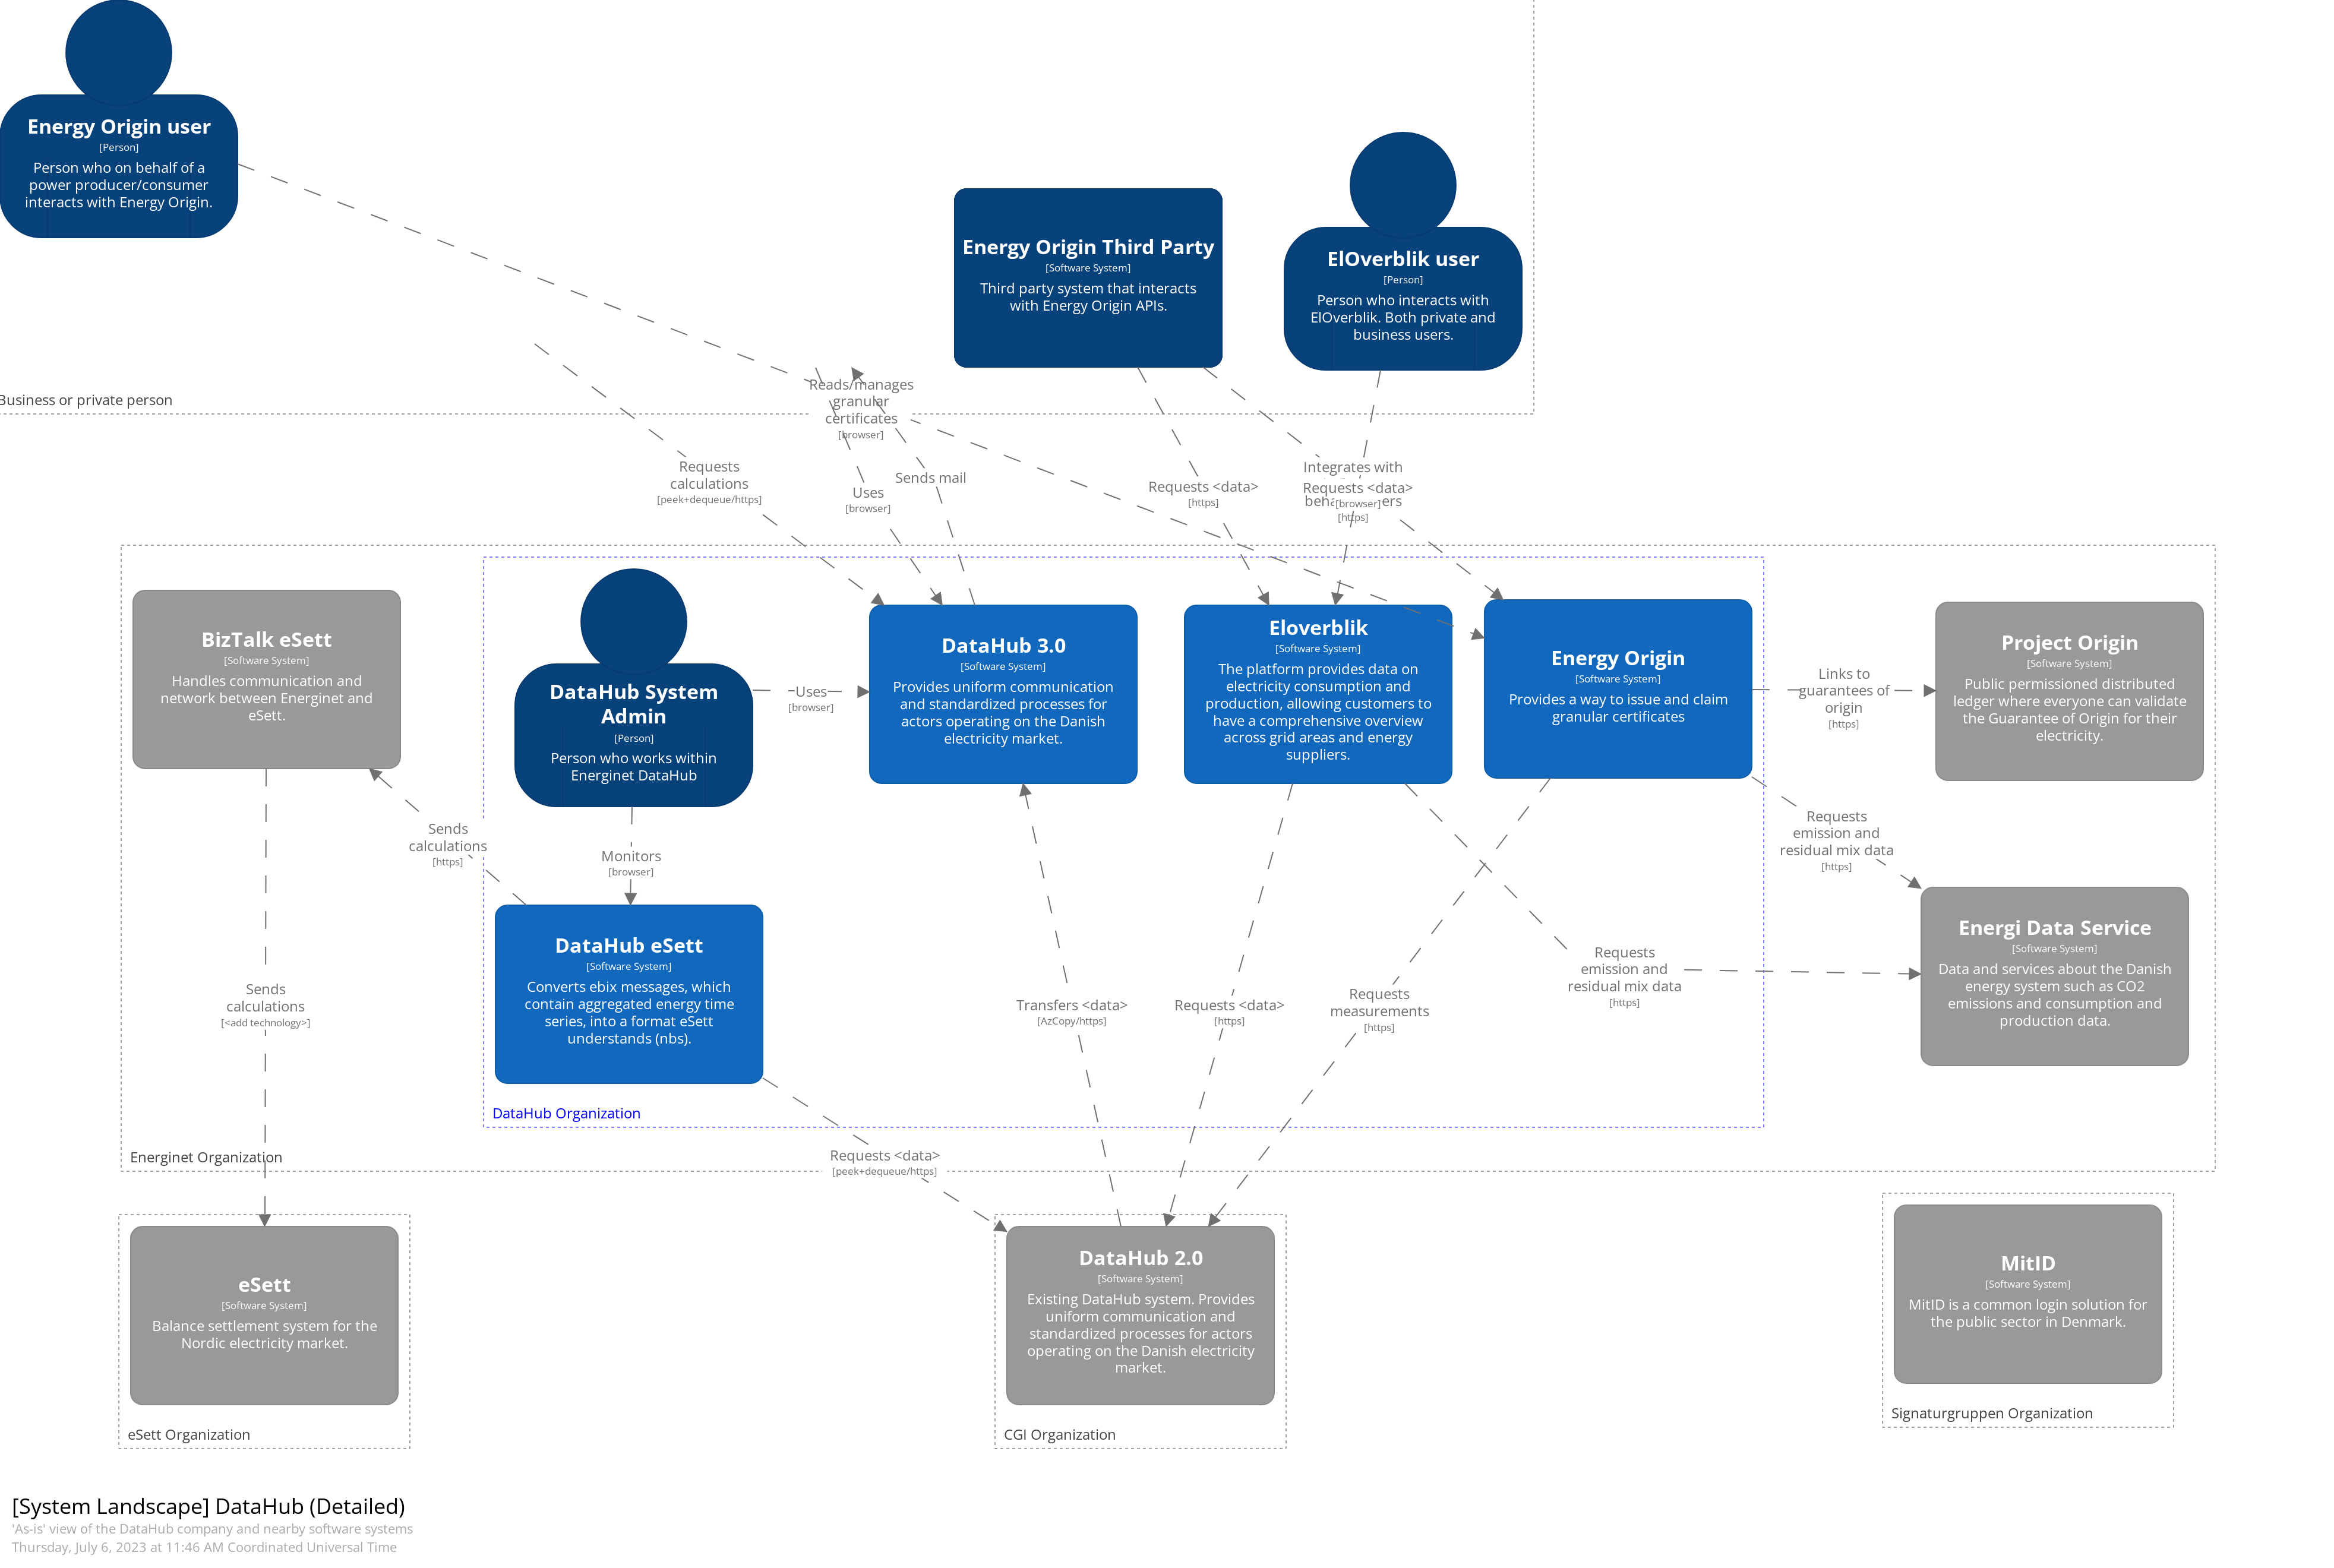 Energy Origin user
[Person]
Person who on behalf of a
power producer/consumer
interacts with Energy Origin.
Energy Origin Third Party
[Software System]
Third party system that interacts
with Energy Origin APIs.
ElOverblik user
[Person]
Person who interacts with
ElOverblik. Both private and
business users.
Business or private person
Reads/manages
granular
certificates
[browser]
Requests
calculations
[peek+dequeue/https]
Uses
[browser]
Sends mail
Requests <data>
[https]
Integrates with
[https]
Requests <data>
[browser]
BizTalk eSett
[Software System]
Handles communication and
network between Energinet and
eSett.
DataHub System
Admin
[Person]
Person who works within
Energinet DataHub
Uses
[browser]
DataHub 3.0
[Software System]
Provides uniform communication
and standardized processes for
actors operating on the Danish
electricity market.
Eloverblik
[Software System]
The platform provides data on
electricity consumption and
production, allowing customers to
have a comprehensive overview
across grid areas and energy
suppliers.
Energy Origin
[Software System]
Provides a way to issue and claim
granular certificates
Links to
guarantees of
origin
[https]
Project Origin
[Software System]
Public permissioned distributed
ledger where everyone can validate
the Guarantee of Origin for their
electricity.
Sends
calculations
[https]
Monitors
[browser]
Requests
emission and
residual mix data
[https]
DataHub eSett
[Software System]
Converts ebix messages, which
contain aggregated energy time
series, into a format eSett
understands (nbs).
Energi Data Service
[Software System]
Data and services about the Danish
energy system such as CO2
emissions and consumption and
production data.
Sends
calculations
[<add technology>]
Transfers <data>
[AzCopy/https]
Requests <data>
[https]
Requests
measurements
[https]
Requests
emission and
residual mix data
[https]
DataHub Organization
Energinet Organization
Requests <data>
[peek+dequeue/https]
eSett
[Software System]
Balance settlement system for the
Nordic electricity market.
eSett Organization
DataHub 2.0
[Software System]
Existing DataHub system. Provides
uniform communication and
standardized processes for actors
operating on the Danish electricity
market.
CGI Organization
MitID
[Software System]
MitID is a common login solution for
the public sector in Denmark.
Signaturgruppen Organization
[System Landscape] DataHub (Detailed)
'As-is' view of the DataHub company and nearby software systems
Thursday, July 6, 2023 at 11:46 AM Coordinated Universal Time